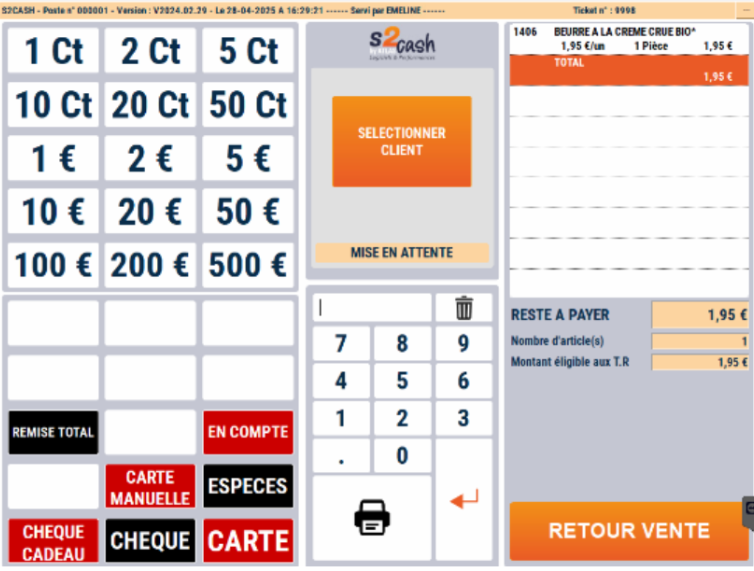 S2CASH - Poste n° 000001 - Version : V2024.02.29 - Le 28-04-2025 A 16:29:21 ------ Servi par EMELINE ------ Ticket n° : 9998
1 Ct 2 Ct 5 Ct
10 Ct 20 Ct 50 Ct
1 € 2 € 5 €
10 € 20 € 50 €
100 € 200 € 500 €
REMISE TOTAL
EN COMPTE
CARTE
MANUELLE
ESPECES
CHEQUE
CADEAU
CHEQUE
CARTE
S2cash
SELECTIONNER
CLIENT
MISE EN ATTENTE
7 8 9
4 5 6
1 2 3
. 0
1406 BEURRE A LA CREME CRUE BIO*
1,95 €/un 1 Pièce 1,95 €
TOTAL
1,95 €
RESTE A PAYER 1,95 €
Nombre d'article(s) 1
Montant éligible aux T.R 1,95 €
RETOUR VENTE